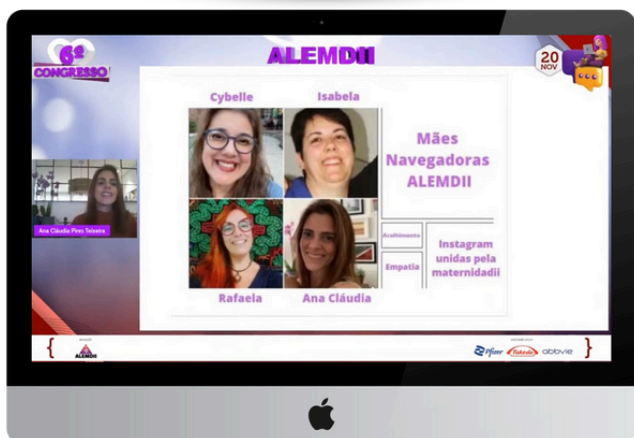 6º
CONGRESSO
ALEMDII
20
NOV
Cybelle
Isabela
Mães
Navegadoras
ALEMDII
Acolhimento
Empatia
Instagram
unidas pela
maternidadii
Rafaela
Ana Cláudia
Ana Cláudia Pires Teixeira
ALEMDII
Pfizer
Takeda
abbvie